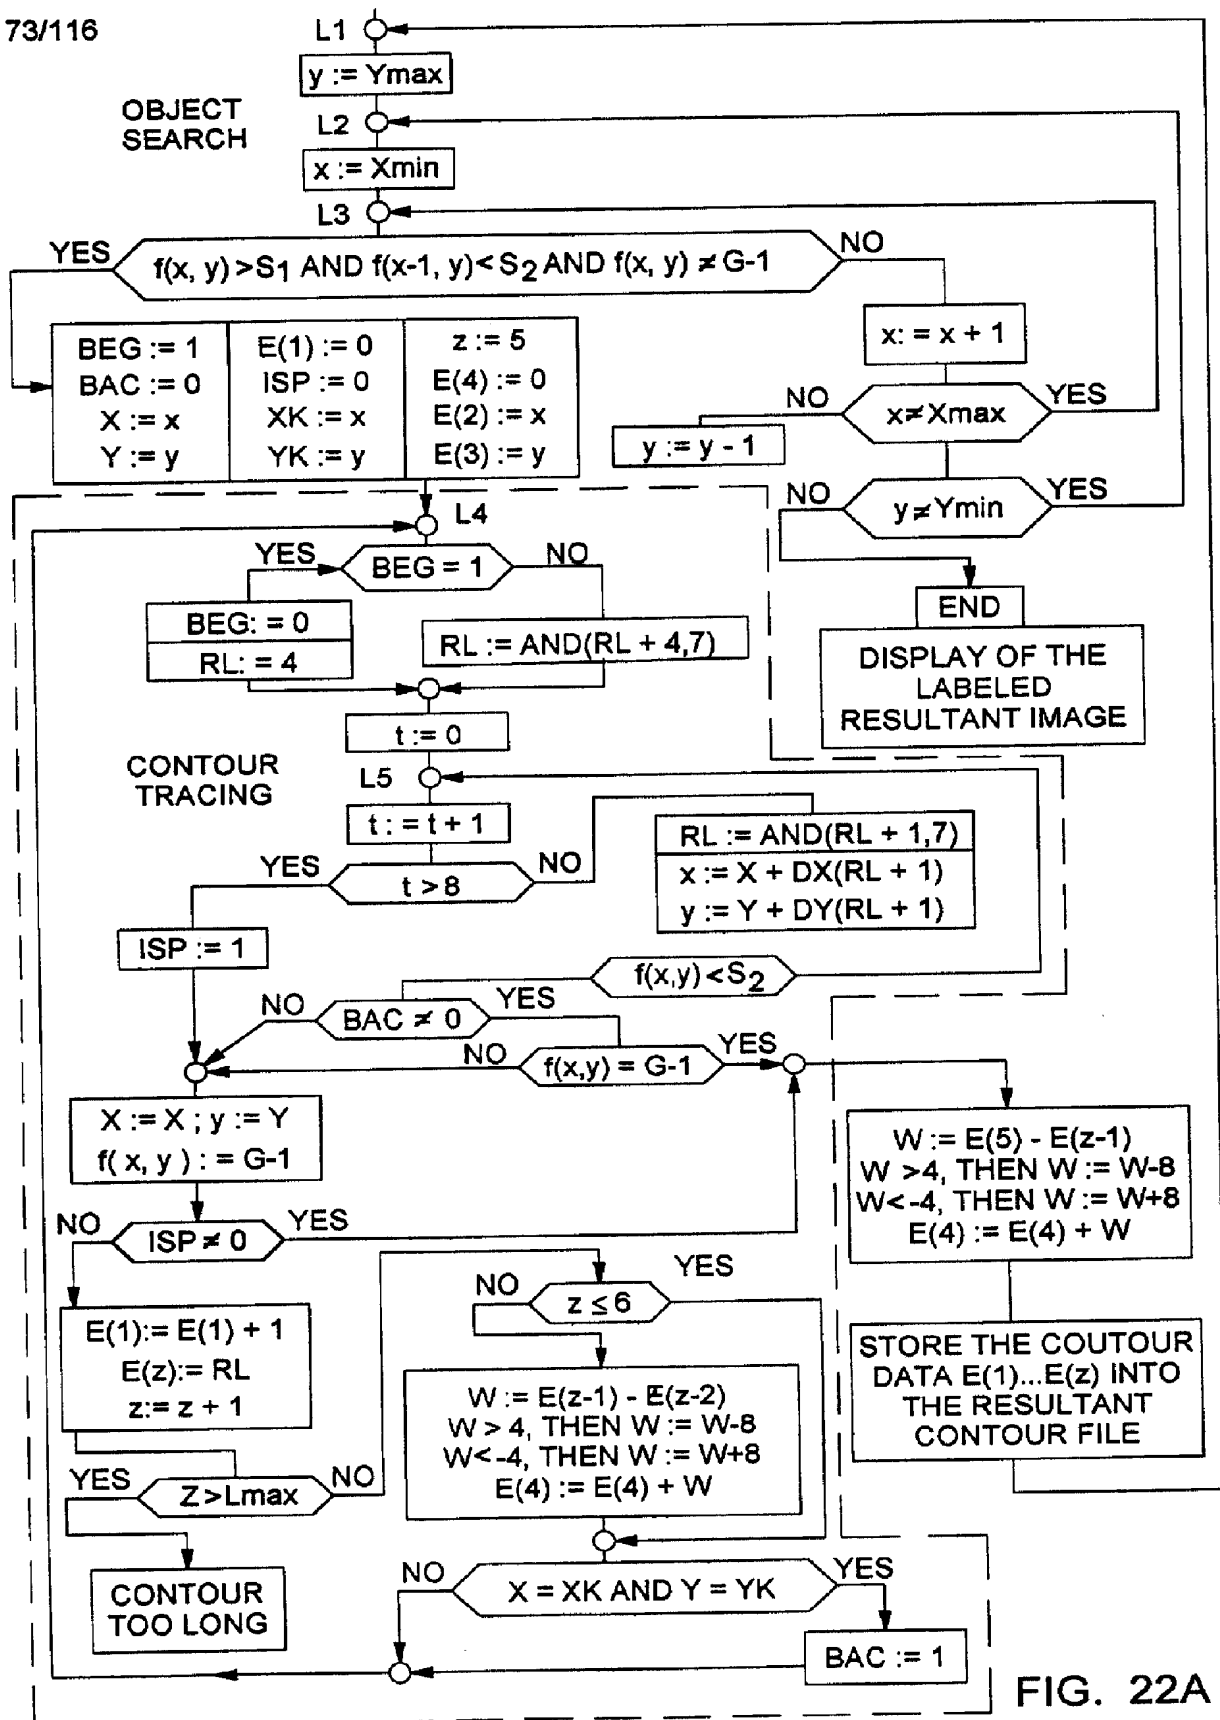 73/116
L1
y := Ymax
OBJECT
SEARCH
L2
x := Xmin
L3
YES
f(x, y) >S1 AND f(x-1, y)<S2 AND f(x, y) ≠ G-1
NO
BEG := 1
BAC := 0
X := x
Y := y
E(1) := 0
ISP := 0
XK := x
YK := y
z := 5
E(4) := 0
E(2) := x
E(3) := y
x: = x + 1
NO
x≠Xmax
YES
y := y - 1
NO
y≠Ymin
YES
END
DISPLAY OF THE
LABELED
RESULTANT IMAGE
L4
YES
BEG = 1
NO
BEG: = 0
RL: = 4
RL := AND(RL + 4,7)
t := 0
CONTOUR
TRACING
L5
t : = t + 1
YES
t > 8
NO
RL := AND(RL + 1,7)
x := X + DX(RL + 1)
y := Y + DY(RL + 1)
ISP := 1
f(x,y) <S2
NO
BAC ≠ 0
YES
NO
f(x,y) = G-1
YES
X := X ; y := Y
f( x, y ) : = G-1
NO
ISP ≠ 0
YES
W := E(5) - E(z-1)
W >4, THEN W := W-8
W<-4, THEN W := W+8
E(4) := E(4) + W
E(1):= E(1) + 1
E(z):= RL
z:= z + 1
NO
z ≤ 6
YES
STORE THE COUTOUR
DATA E(1)...E(z) INTO
THE RESULTANT
CONTOUR FILE
W := E(z-1) - E(z-2)
W > 4, THEN W := W-8
W<-4, THEN W := W+8
E(4) := E(4) + W
YES
Z >Lmax
NO
CONTOUR
TOO LONG
NO
X = XK AND Y = YK
YES
BAC := 1
FIG. 22A